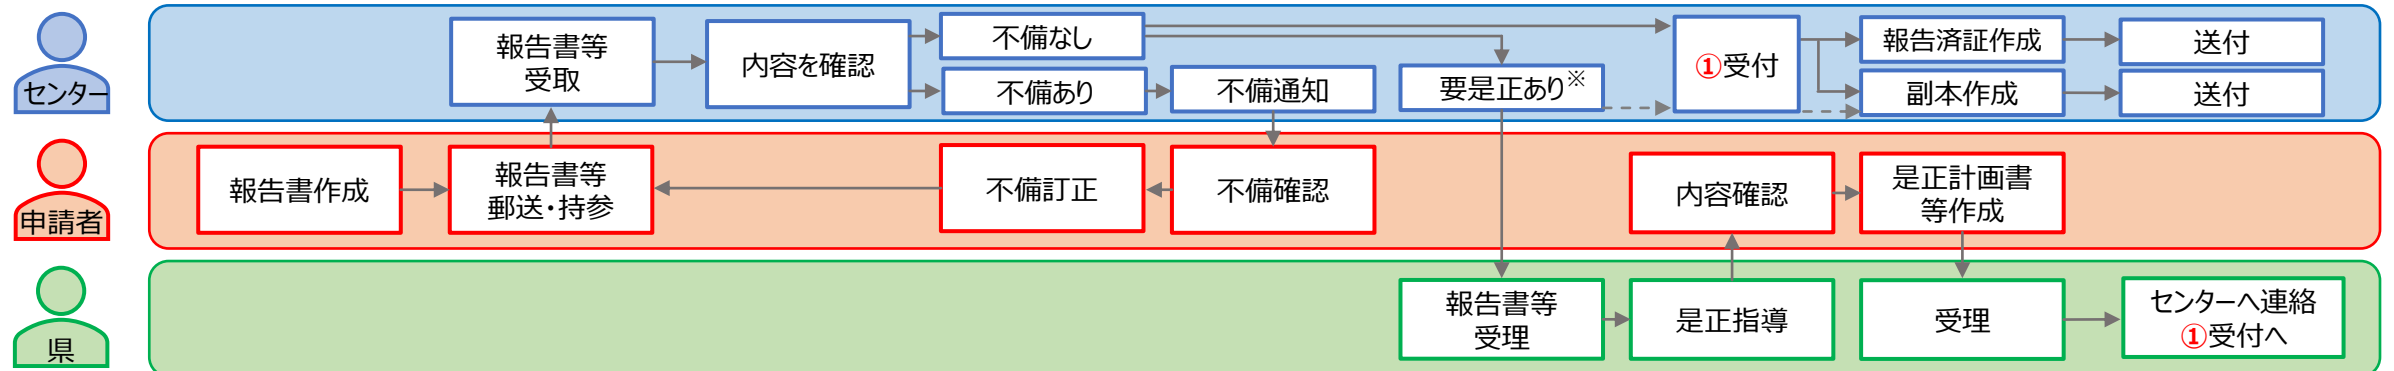 センター
報告書等
受取
内容を確認
不備なし
不備あり
不備通知
要是正あり※
①受付
報告済証作成
送付
副本作成
送付
申請者
報告書作成
報告書等
郵送・持参
不備訂正
不備確認
内容確認
是正計画書
等作成
県
報告書等
受理
是正指導
受理
センターへ連絡
①受付へ